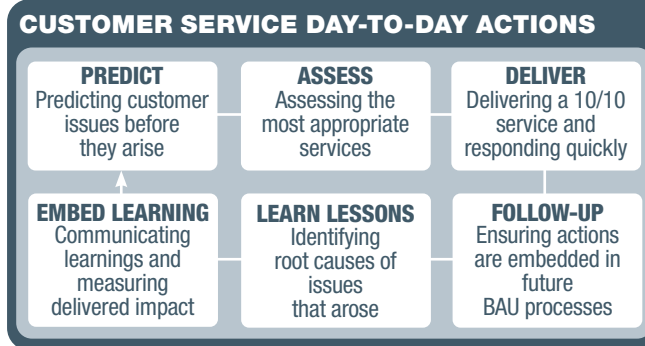 CUSTOMER SERVICE DAY-TO-DAY ACTIONS
PREDICT
Predicting customer
issues before
they arise
ASSESS
Assessing the
most appropriate
services
DELIVER
Delivering a 10/10
service and
responding quickly
EMBED LEARNING
Communicating
learnings and
measuring
delivered impact
LEARN LESSONS
Identifying
root causes of
issues
that arose
FOLLOW-UP
Ensuring actions
are embedded in
future
BAU processes